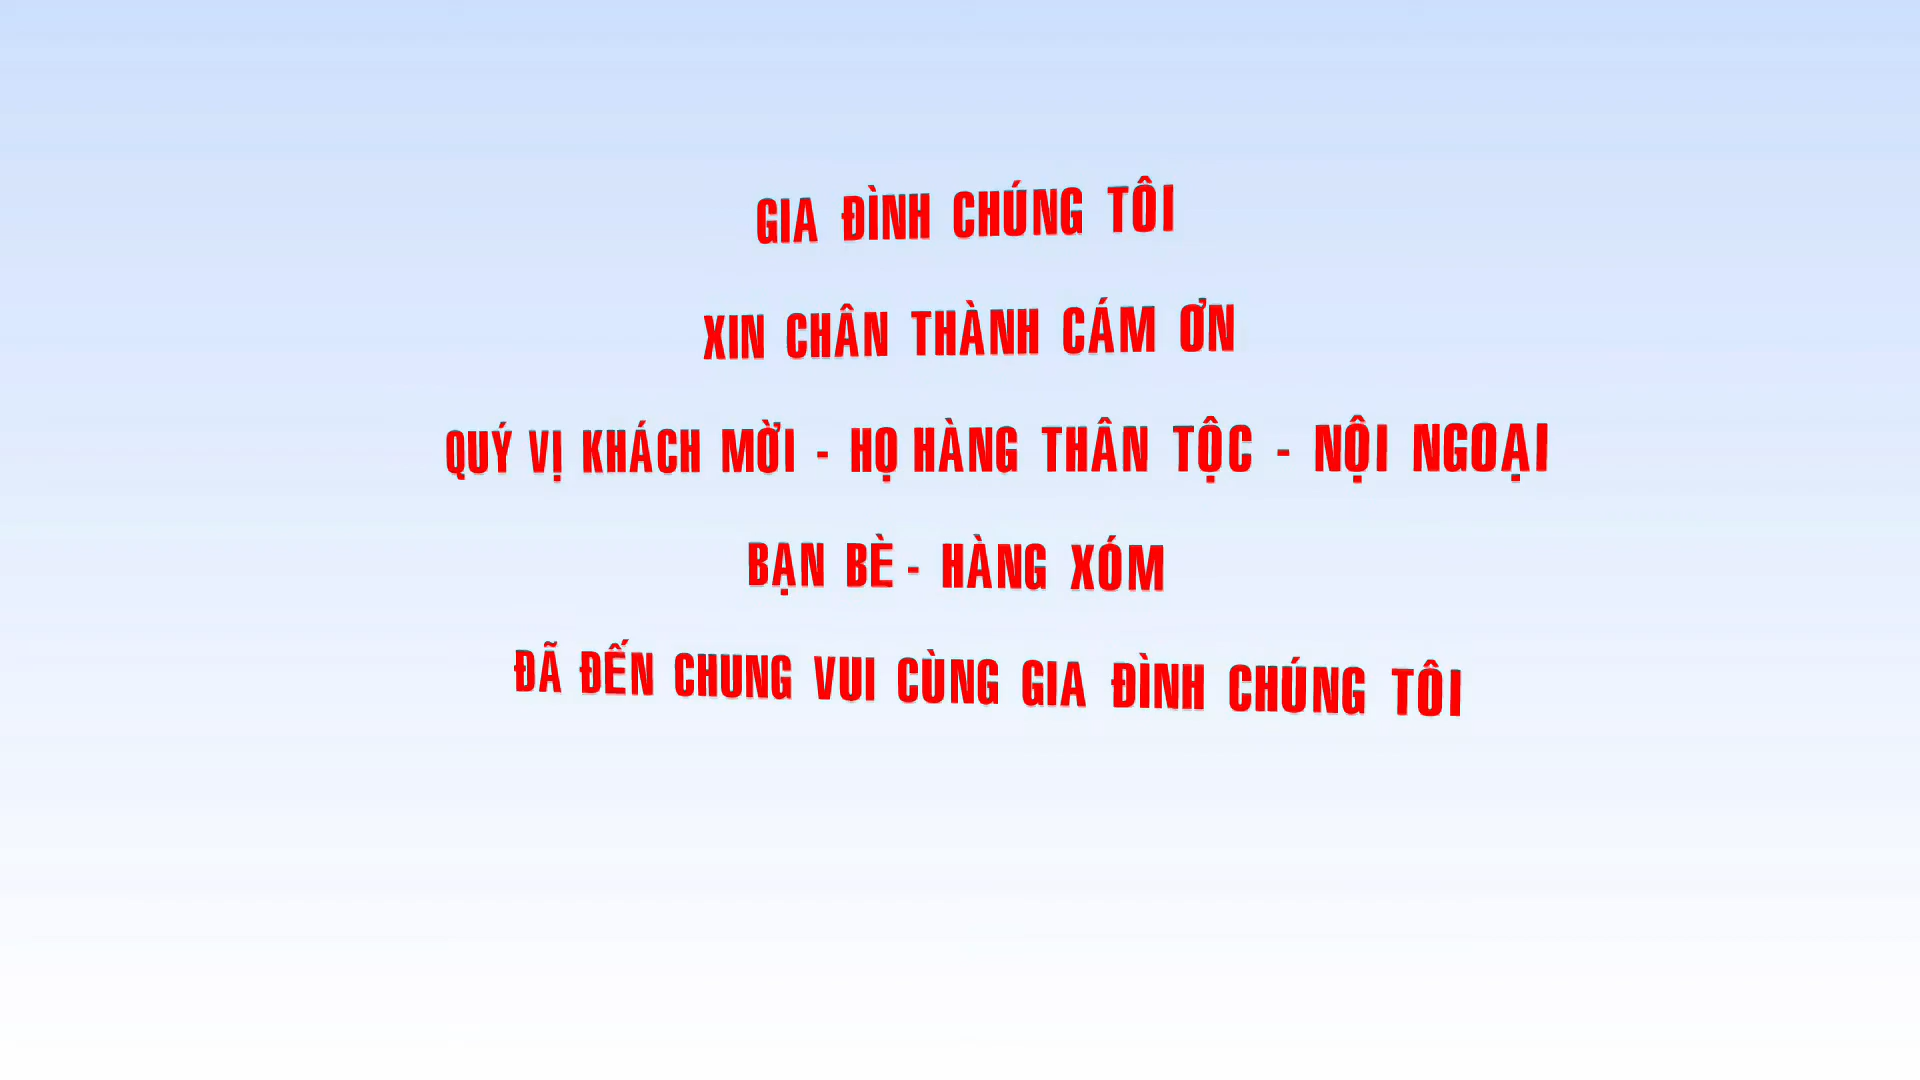 GIA ĐÌNH CHÚNG TÔI
XIN CHÂN THÀNH CÁM ƠN
QUÝ VỊ KHÁCH MỜI - HỌ HÀNG THÂN TỘC - NỘI NGOẠI
BẠN BÈ - HÀNG XÓM
ĐÃ ĐẾN CHUNG VUI CÙNG GIA ĐÌNH CHÚNG TÔI